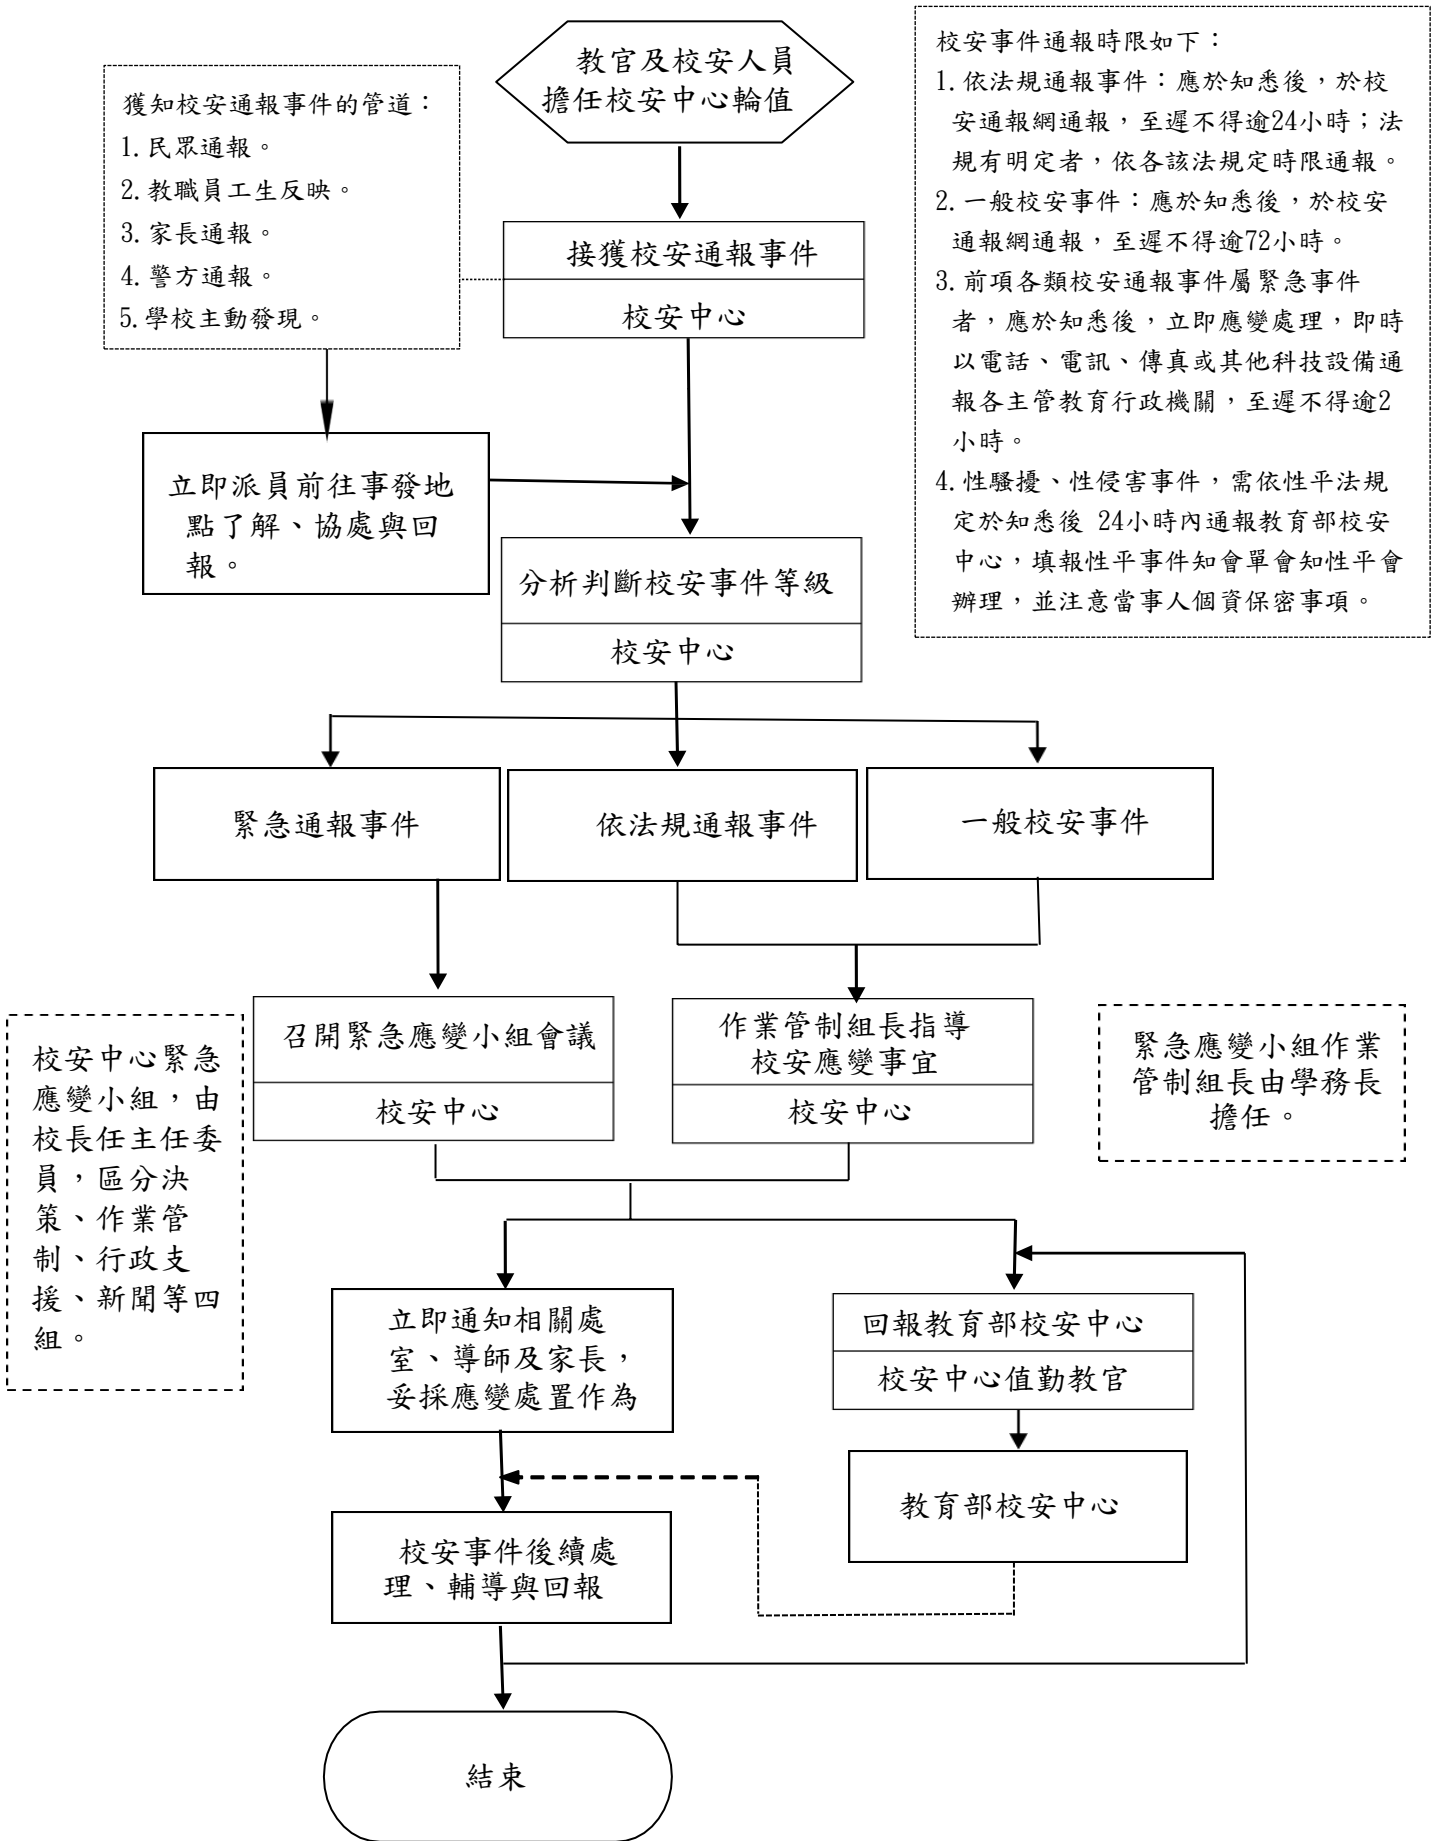 教官及校安人員
擔任校安中心輪值
獲知校安通報事件的管道：
1.民眾通報。
2.教職員工生反映。
3.家長通報。
4.警方通報。
5.學校主動發現。
校安事件通報時限如下：
1.依法規通報事件：應於知悉後，於校
安通報網通報，至遲不得逾24小時；法
規有明定者，依各該法規定時限通報。
2.一般校安事件：應於知悉後，於校安
通報網通報，至遲不得逾72小時。
3.前項各類校安通報事件屬緊急事件
者，應於知悉後，立即應變處理，即時
以電話、電訊、傳真或其他科技設備通
報各主管教育行政機關，至遲不得逾2
小時。
4.性騷擾、性侵害事件，需依性平法規
定於知悉後 24小時內通報教育部校安
中心，填報性平事件知會單會知性平會
辦理，並注意當事人個資保密事項。
接獲校安通報事件
校安中心
立即派員前往事發地
點了解、協處與回
報。
分析判斷校安事件等級
校安中心
緊急通報事件
依法規通報事件
一般校安事件
召開緊急應變小組會議
校安中心
作業管制組長指導
校安應變事宜
校安中心
校安中心緊急
應變小組，由
校長任主任委
員，區分決
策、作業管
制、行政支
援、新聞等四
組。
緊急應變小組作業
管制組長由學務長
擔任。
立即通知相關處
室、導師及家長，
妥採應變處置作為
回報教育部校安中心
校安中心值勤教官
教育部校安中心
校安事件後續處
理、輔導與回報
結束